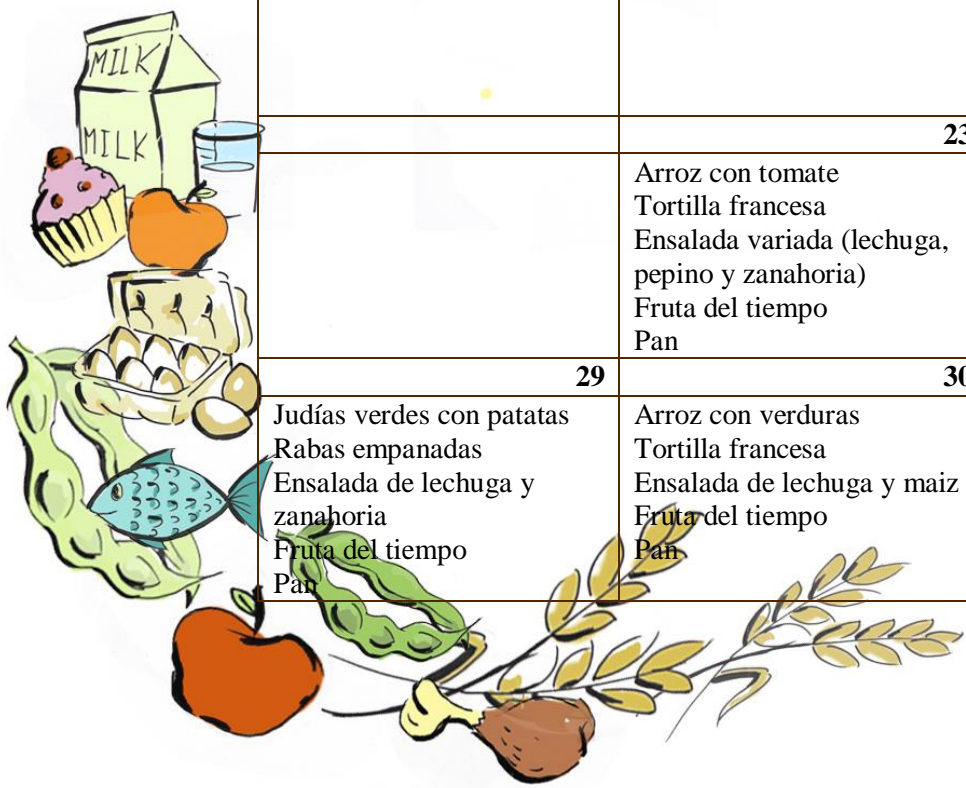 MILK
MILK
23
Arroz con tomate
Tortilla francesa
Ensalada variada (lechuga,
pepino y zanahoria)
Fruta del tiempo
Pan
29
Judías verdes con patatas
Rabas empanadas
Ensalada de lechuga y
zanahoria
Fruta del tiempo
Pan
30
Arroz con verduras
Tortilla francesa
Ensalada de lechuga y maiz
Fruta del tiempo
Pan